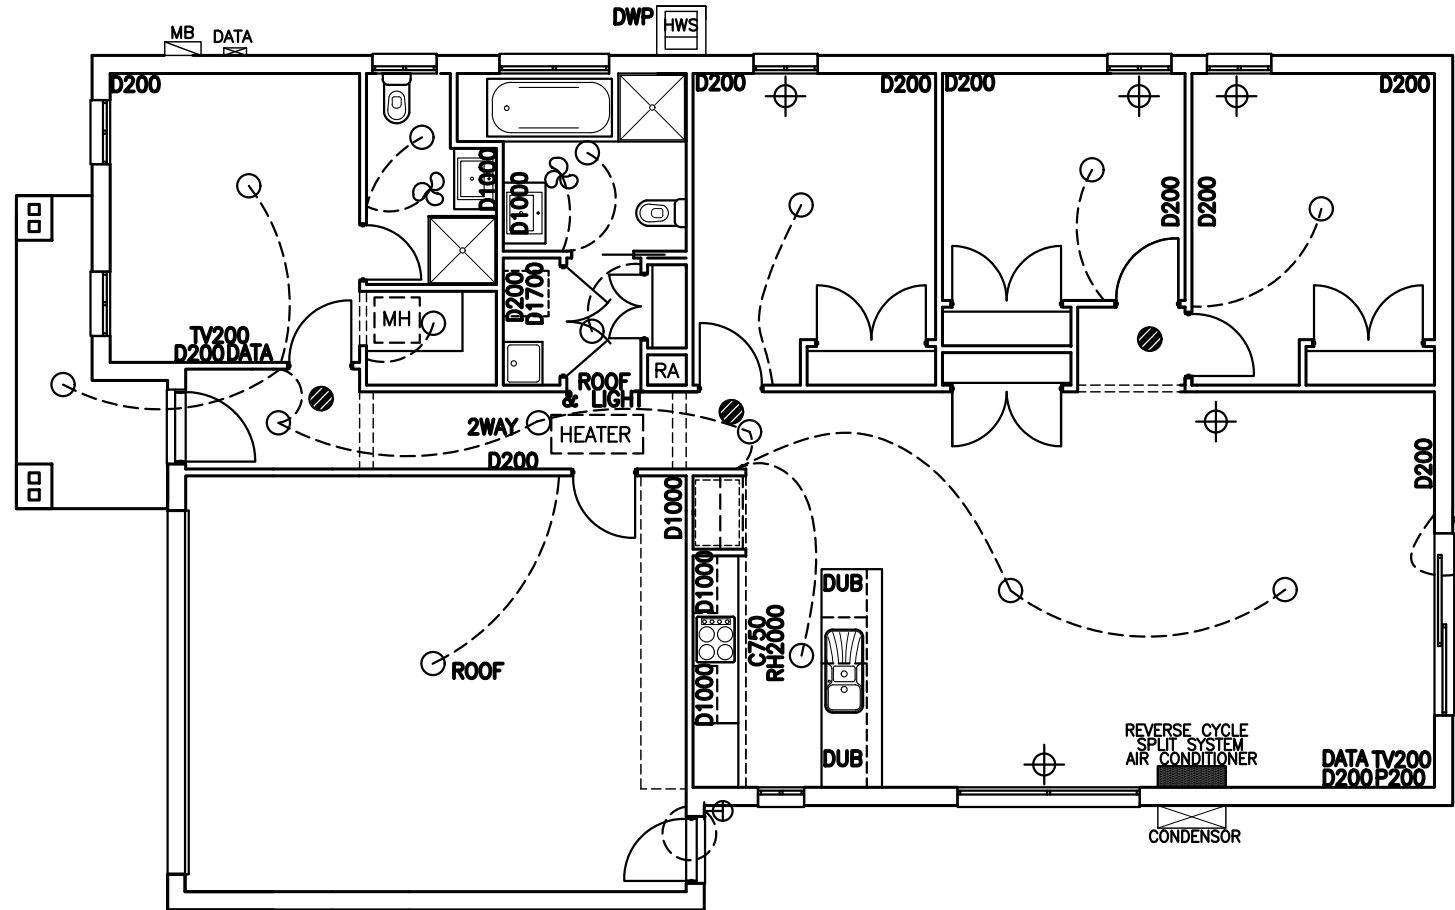 DWP
HWS
MB
DATA
D200
D200
D200
D200
D200
D1000
D1000
D200
D200
D200
D1700
MH
TV200
D200 DATA
RA
ROOF
& LIGHT
2WAY
HEATER
D200
D200
D1000
ROOF
D1000
D1000
C750
RH2000
DUB
DUB
REVERSE CYCLE
SPLIT SYSTEM
AIR CONDITIONER
DATA TV200
D200 P200
CONDENSOR